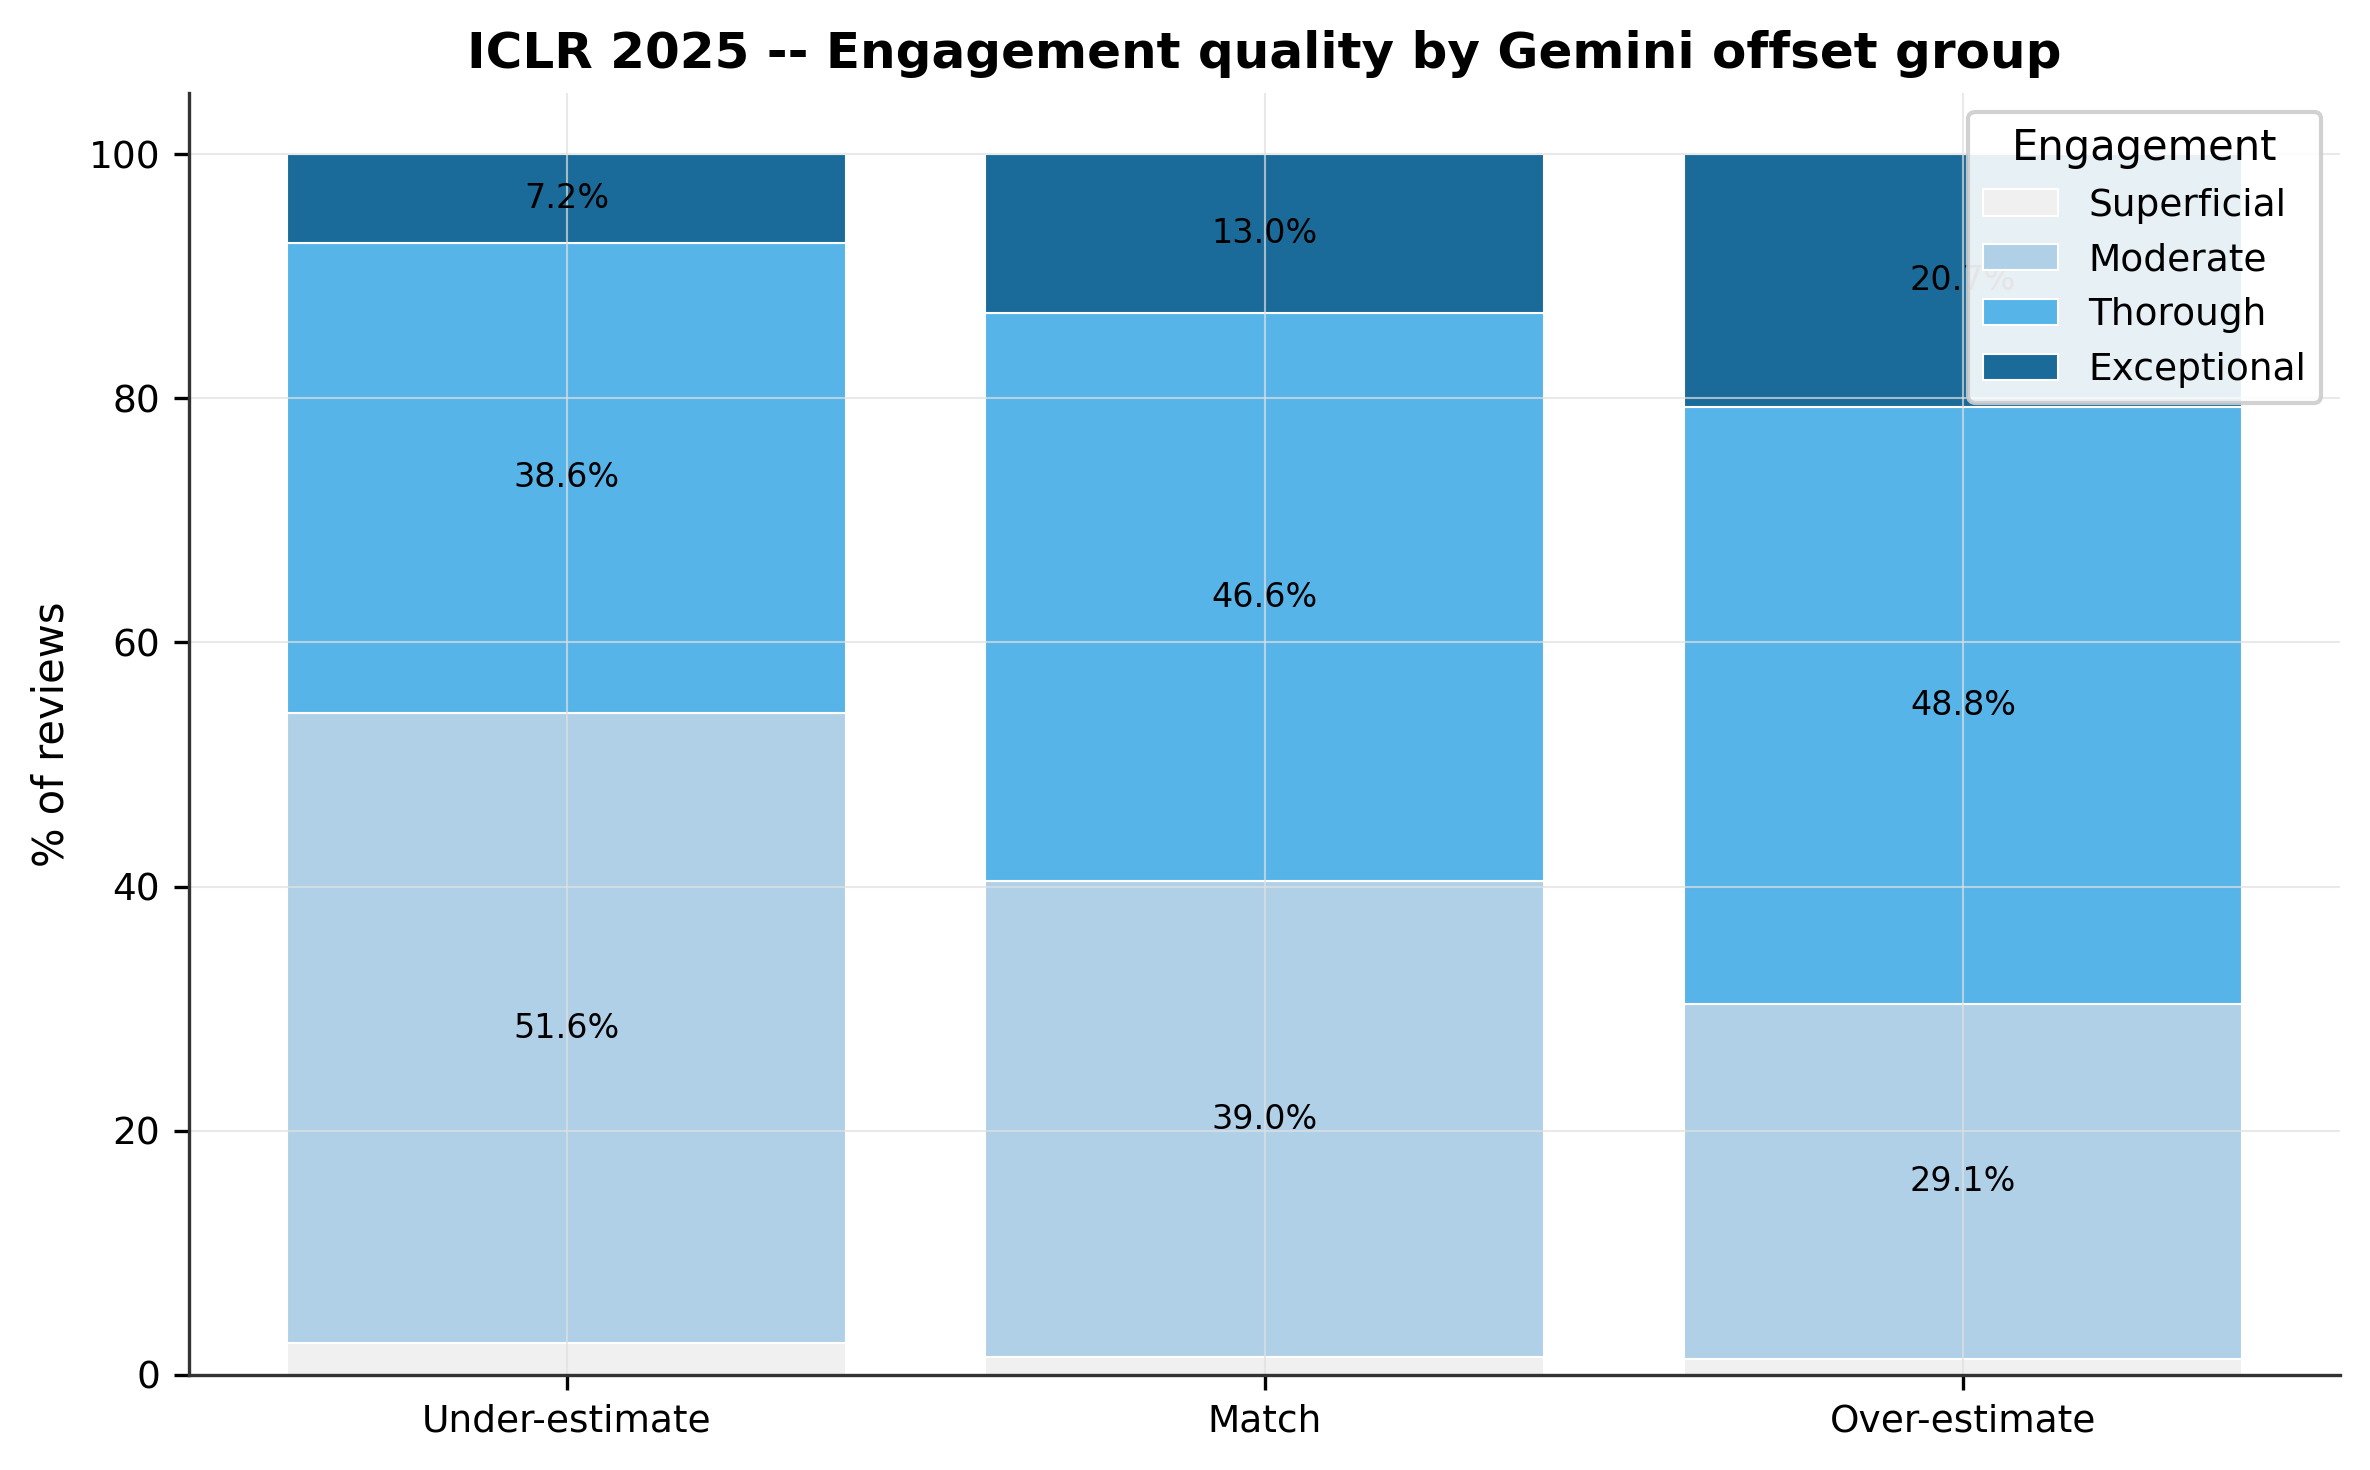 ICLR 2025 -- Engagement quality by Gemini offset group
Engagement
Superficial
Moderate
Thorough
Exceptional
% of reviews
100
80
60
40
20
0
7.2%
38.6%
51.6%
13.0%
46.6%
39.0%
20.7%
48.8%
29.1%
Under-estimate
Match
Over-estimate